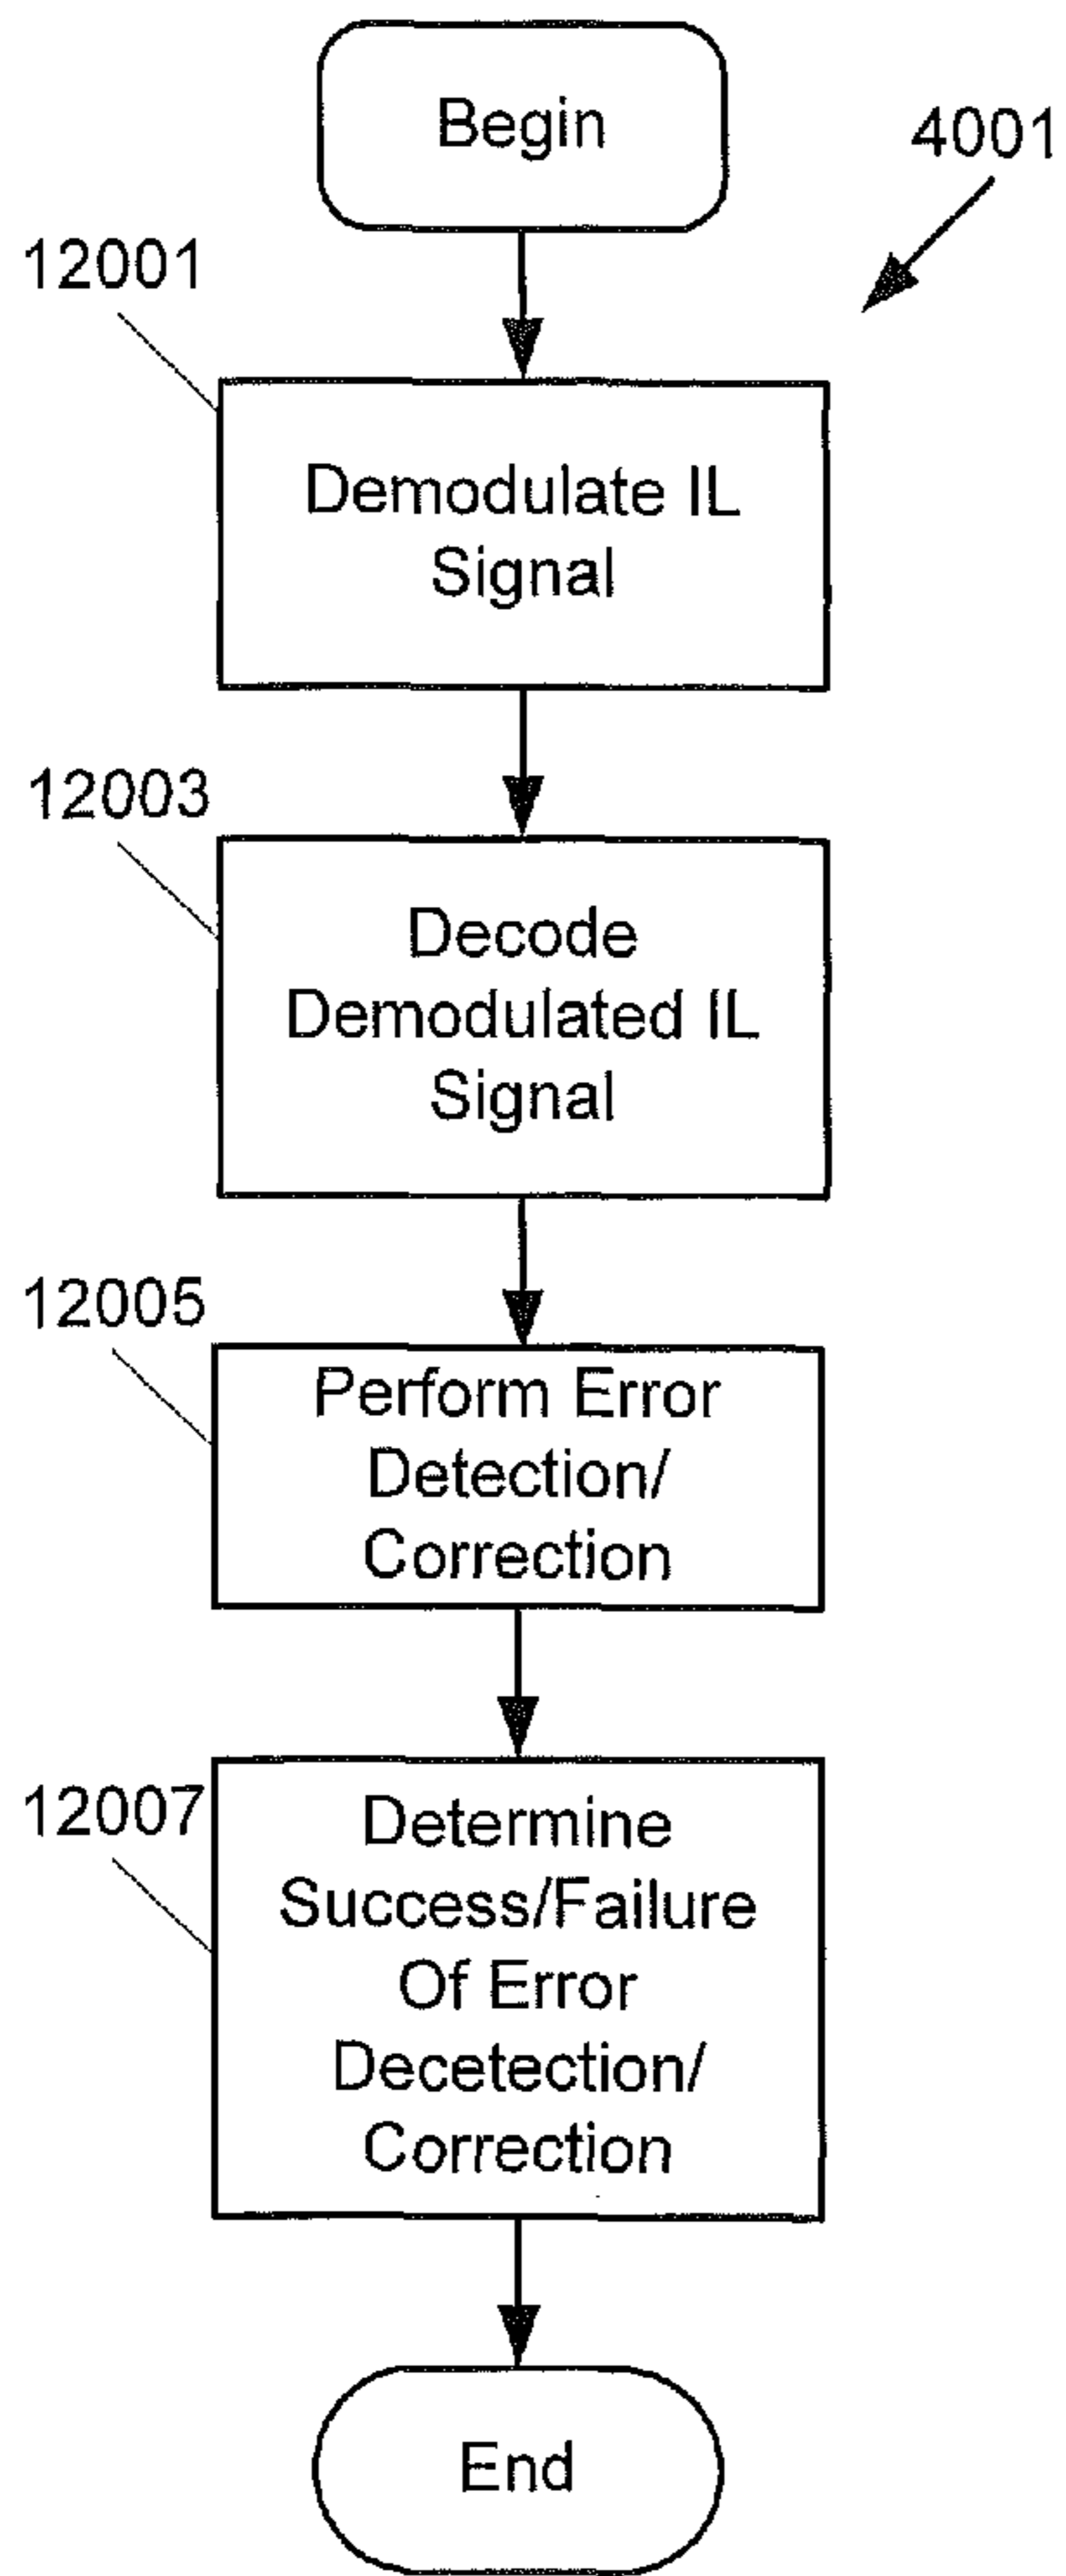 Begin
4001
12001
Demodulate IL
Signal
12003
Decode
Demodulated IL
Signal
12005
Perform Error
Detection/
Correction
12007
Determine
Success/Failure
Of Error
Decetection/
Correction
End